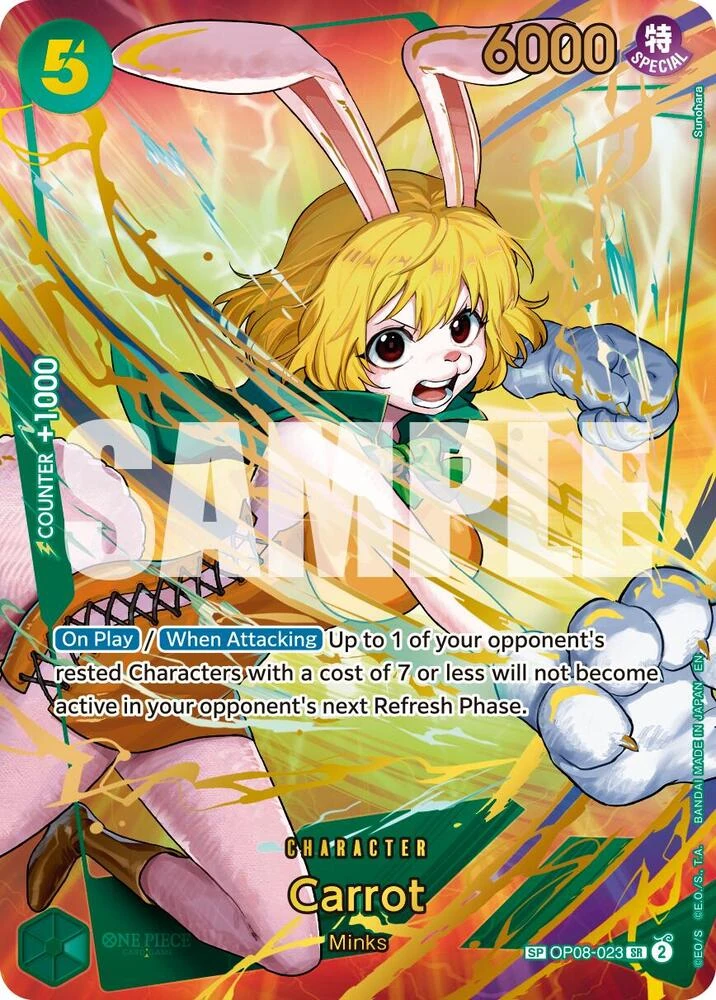 5
6000
特
SPECIAL
Sunohara
COUNTER +1000
SAMPLE
On Play / When Attacking Up to 1 of your opponent's
rested Characters with a cost of 7 or less will not become
active in your opponent's next Refresh Phase.
CHARACTER
Carrot
Minks
ONE PIECE
CARD GAME
SP OP08-023 SR 2
©E.O./S ©E.O./S., T.A. BANDAI MADE IN JAPAN EN